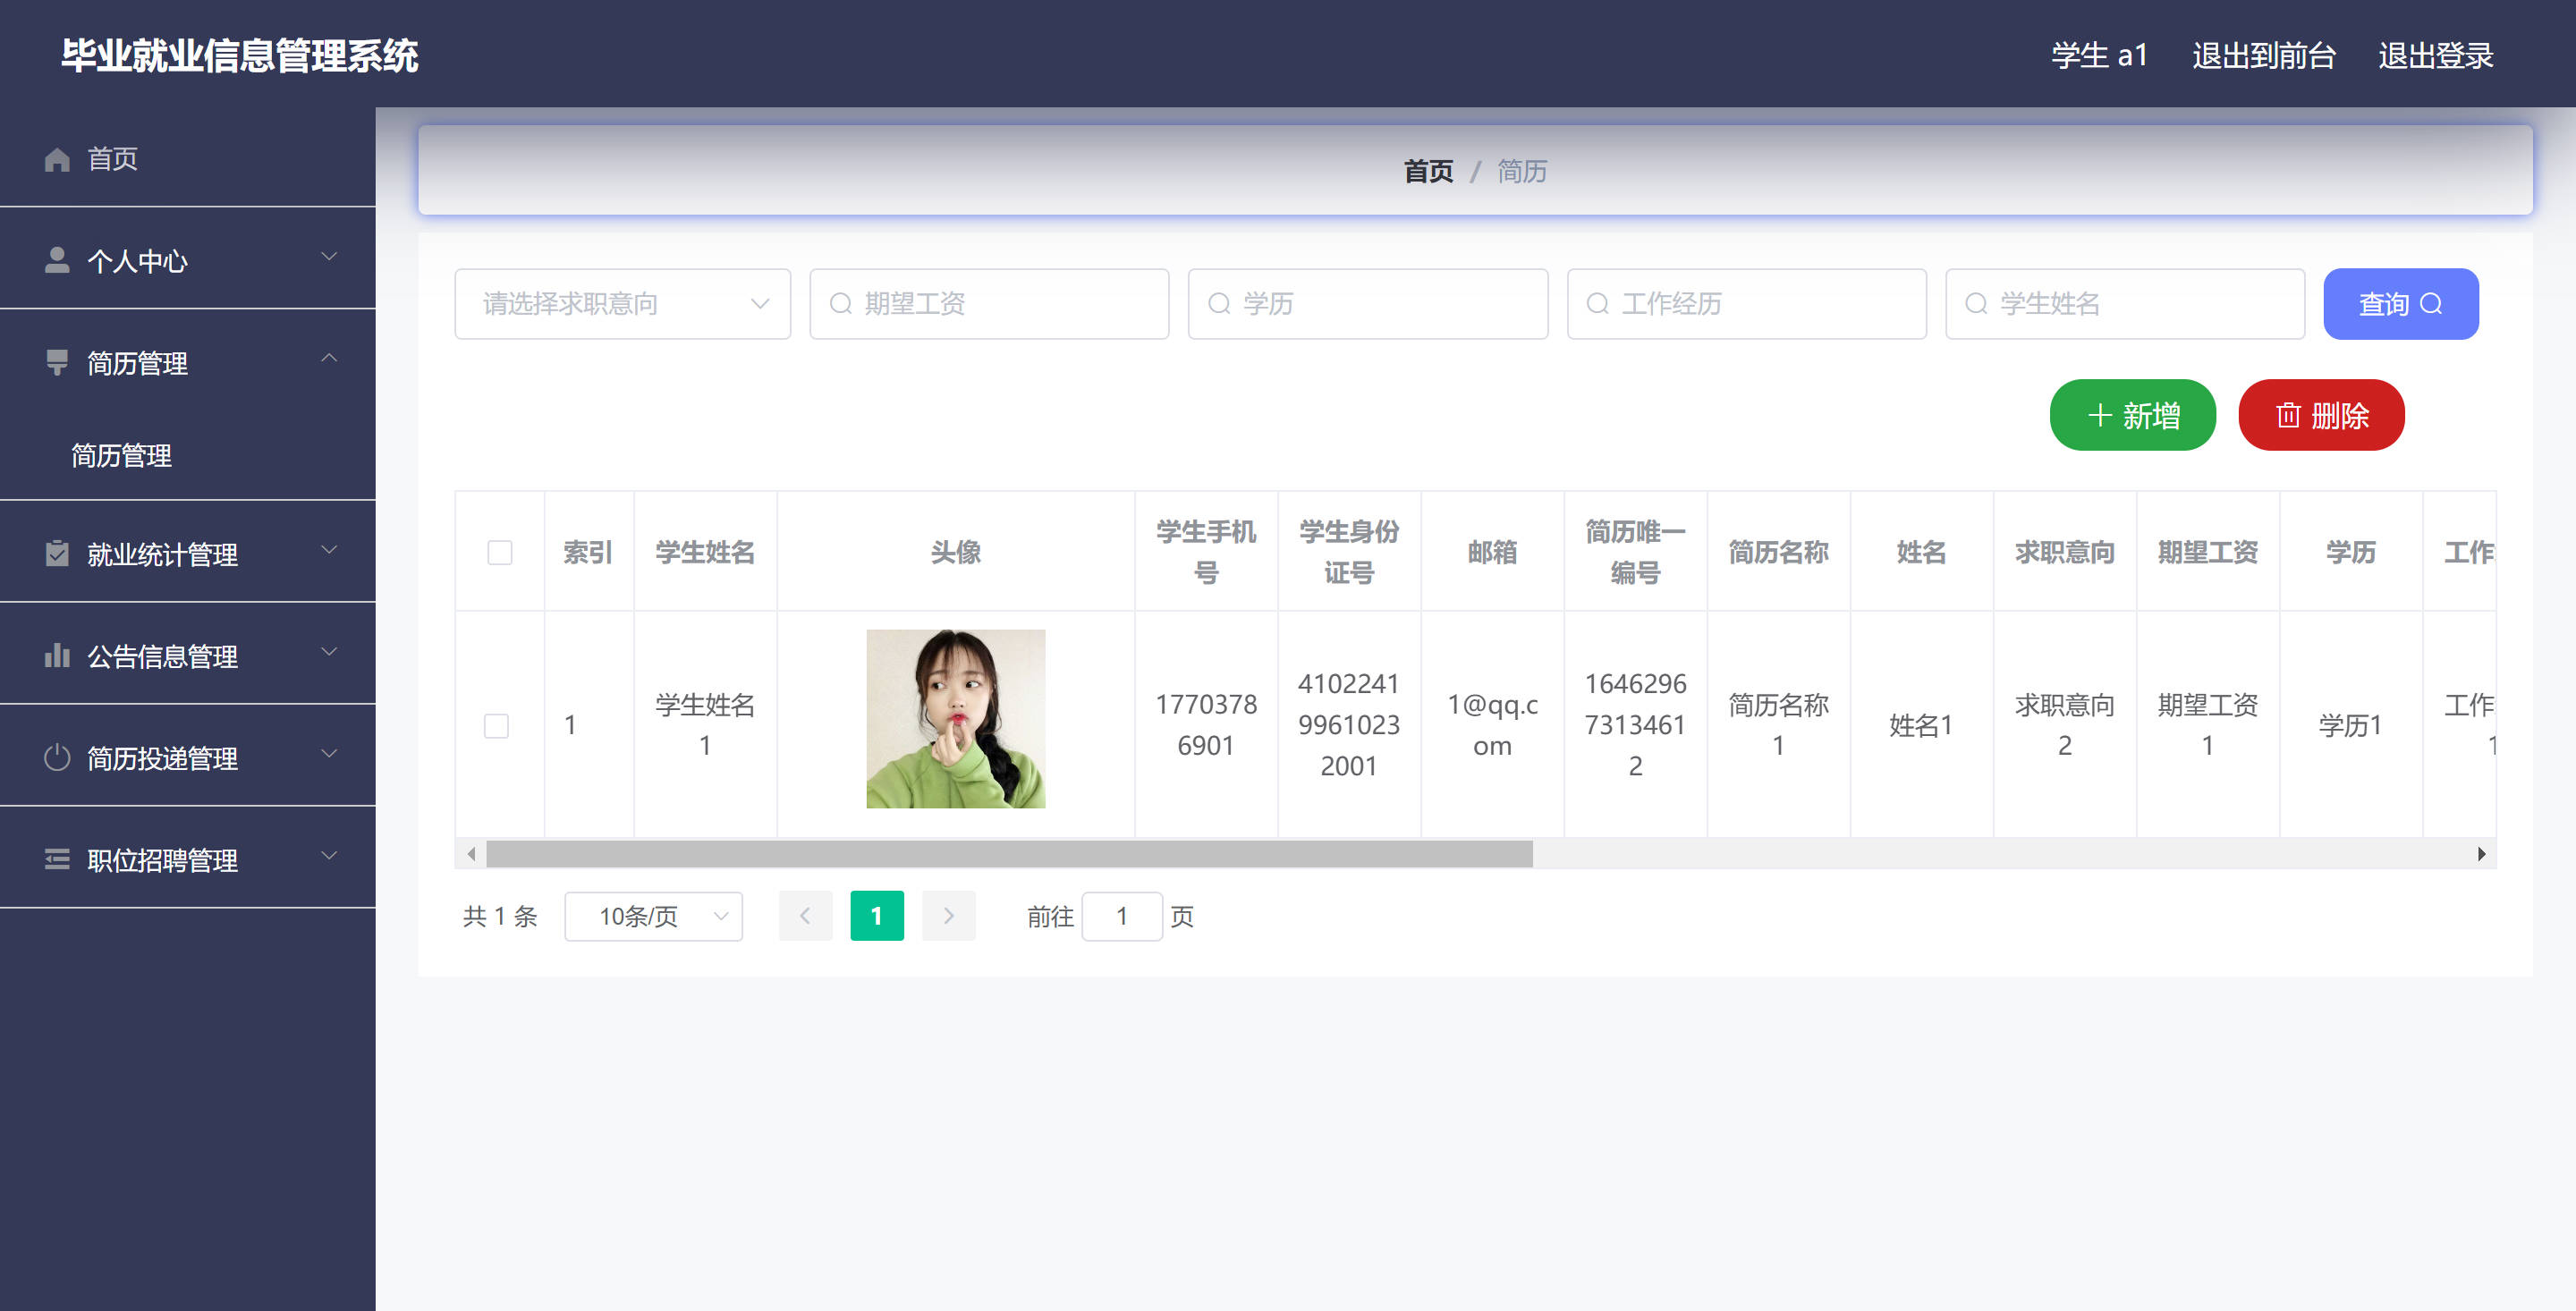 毕业就业信息管理系统
学生 a1 退出到前台 退出登录
首页
个人中心
简历管理
简历管理
就业统计管理
公告信息管理
简历投递管理
职位招聘管理
首页 / 简历
请选择求职意向 期望工资 学历 工作经历 学生姓名 查询
新增 删除
索引 学生姓名 头像 学生手机号 学生身份证号 邮箱 简历唯一编号 简历名称 姓名 求职意向 期望工资 学历 工作
1 学生姓名1 17703786901 410224199610232001 1@qq.com 164629673134612 简历名称1 姓名1 求职意向2 期望工资1 学历1 工作1
共 1 条 10条/页 1 前往 1 页